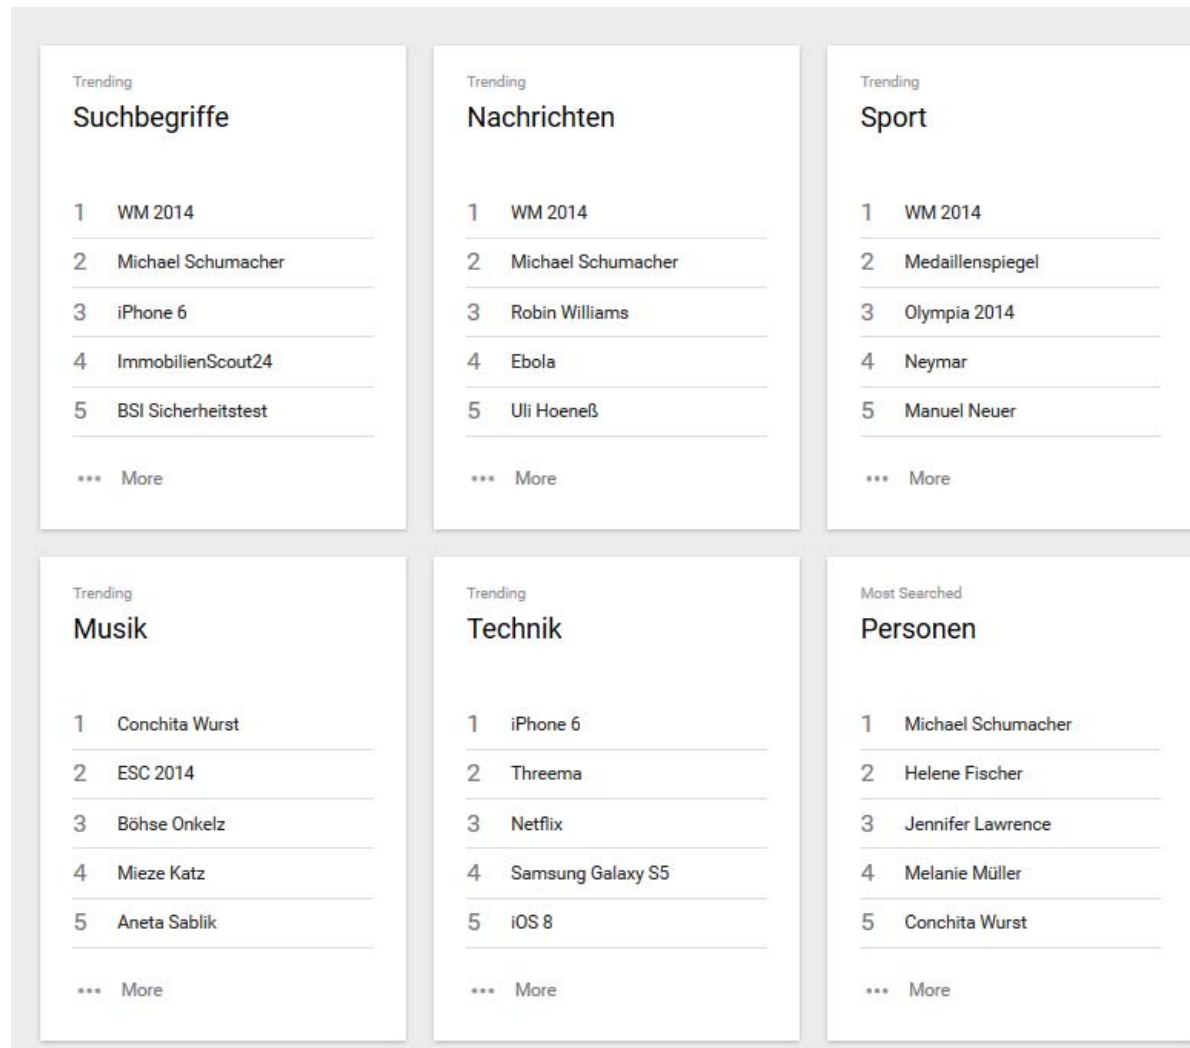 Trending
Suchbegriffe
1 WM 2014
2 Michael Schumacher
3 iPhone 6
4 ImmobilienScout24
5 BSI Sicherheitstest
••• More
Trending
Nachrichten
1 WM 2014
2 Michael Schumacher
3 Robin Williams
4 Ebola
5 Uli Hoeneß
••• More
Trending
Sport
1 WM 2014
2 Medaillenspiegel
3 Olympia 2014
4 Neymar
5 Manuel Neuer
••• More
Trending
Musik
1 Conchita Wurst
2 ESC 2014
3 Böhse Onkelz
4 Mieze Katz
5 Aneta Sablik
••• More
Trending
Technik
1 iPhone 6
2 Threema
3 Netflix
4 Samsung Galaxy S5
5 iOS 8
••• More
Most Searched
Personen
1 Michael Schumacher
2 Helene Fischer
3 Jennifer Lawrence
4 Melanie Müller
5 Conchita Wurst
••• More